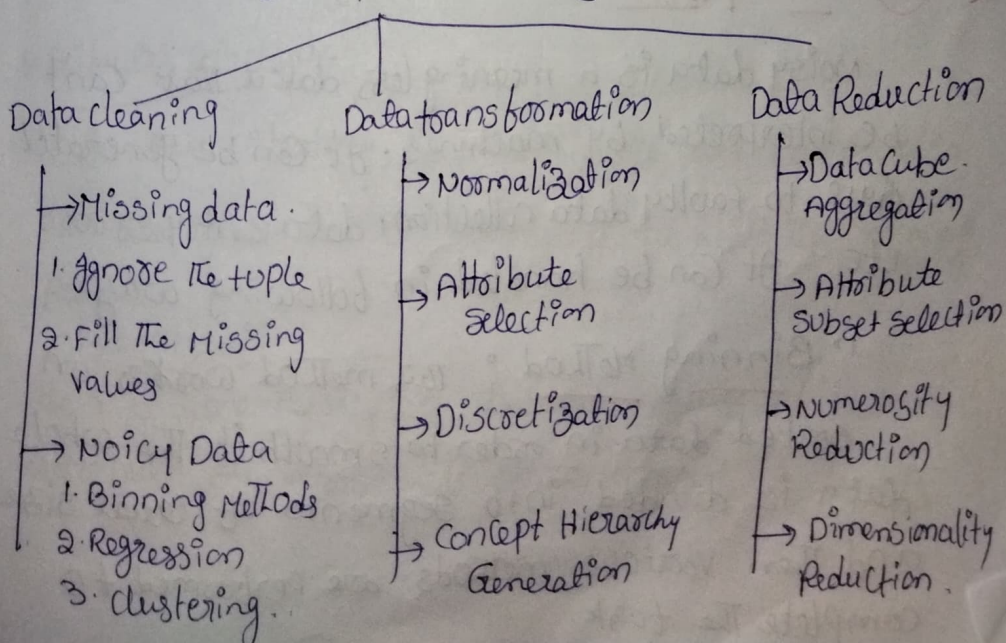 Data cleaning
→ Missing data.
1. Ignore the tuple
2. Fill The Missing
values
→ Noicy Data
1. Binning Methods
2. Regression
3. clustering.
Data transformation
→ Normalization
→ Attribute
selection
→ Discretization
→ Concept Hierarchy
Generation
Data Reduction
→ Data Cube.
Aggregation
→ Attribute
subset selection
→ Numerosity
Reduction
→ Dimensionality
Reduction.